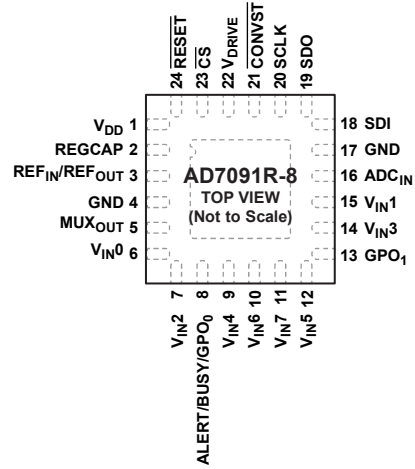 24 RESET
23 CS
22 VDRIVE
21 CONVST
20 SCLK
19 SDO
VDD 1
REGCAP 2
REFIN/REFOUT 3
GND 4
MUXOUT 5
VIN0 6
AD7091R-8
TOP VIEW
(Not to Scale)
18 SDI
17 GND
16 ADCIN
15 VIN1
14 VIN3
13 GPO1
VIN2 7
ALERT/BUSY/GPO0 8
VIN4 9
VIN6 10
VIN7 11
VIN5 12